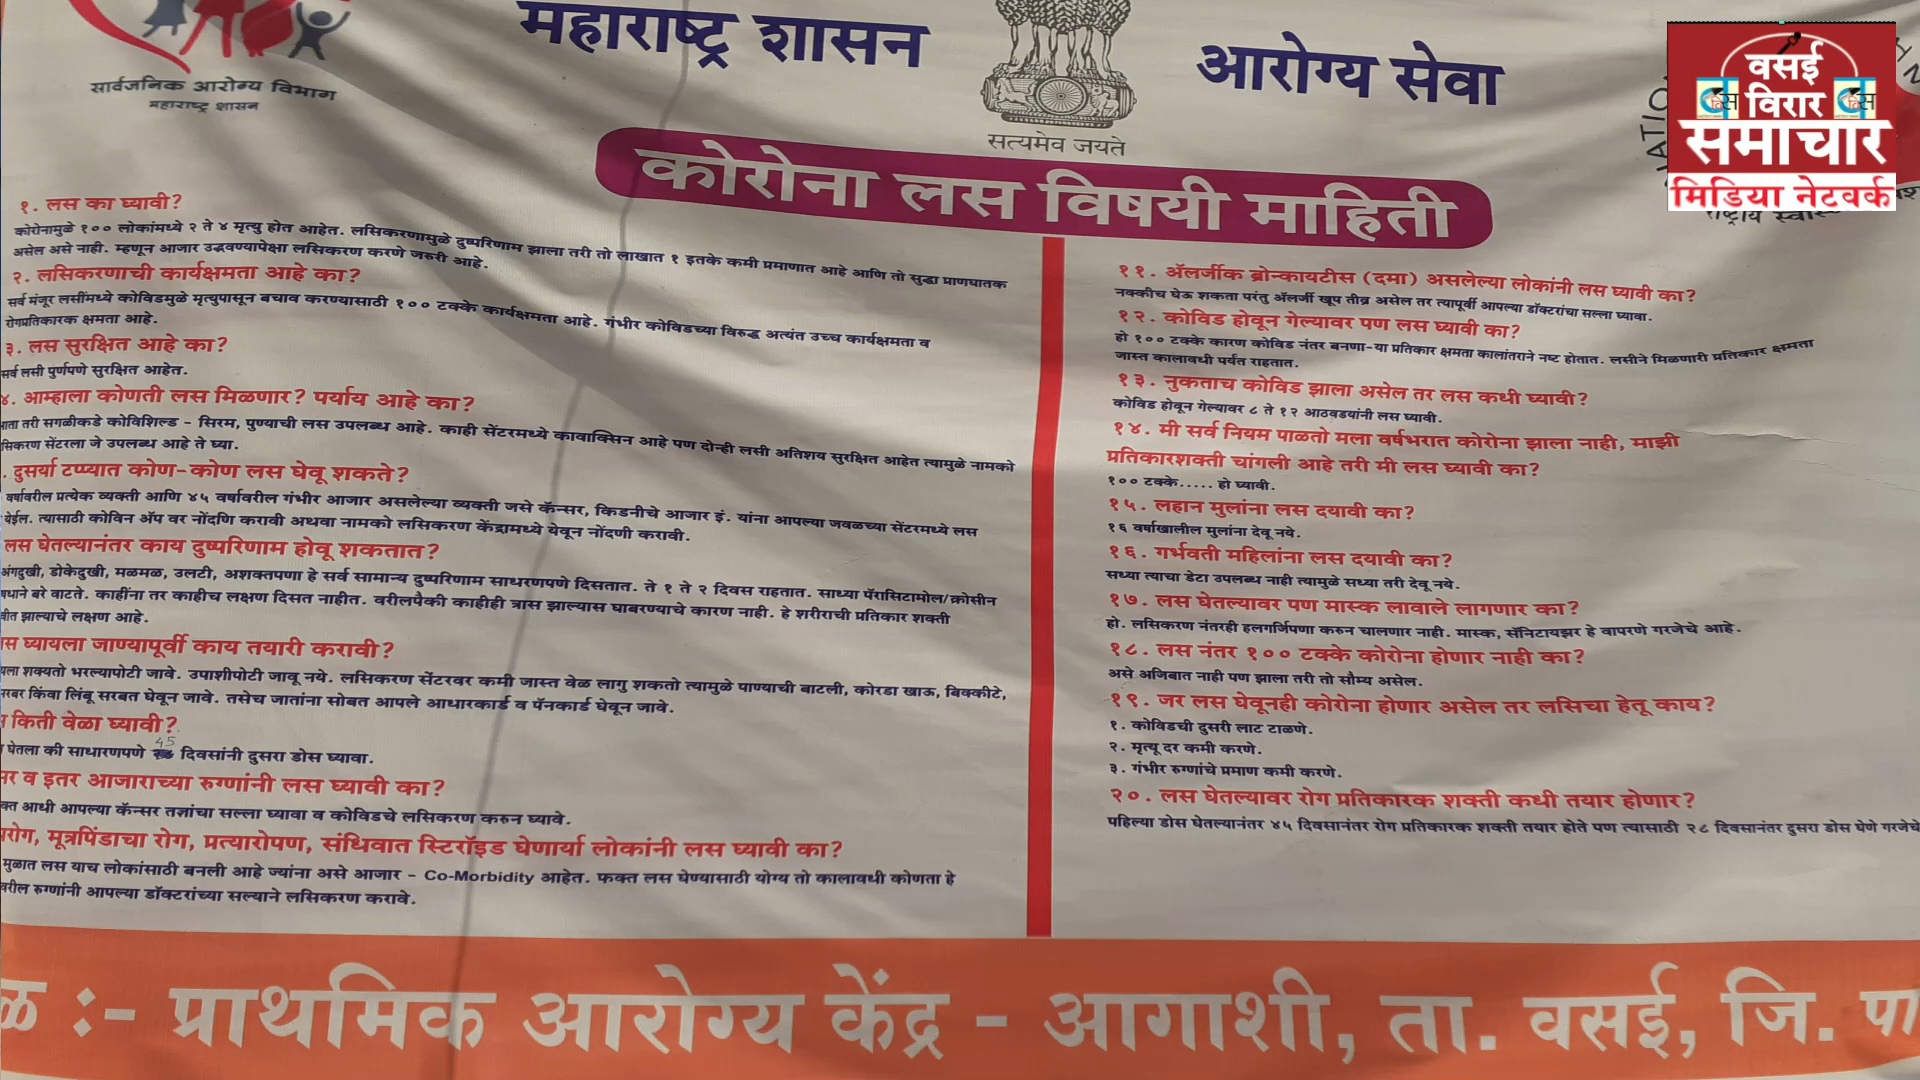 सार्वजनिक आरोग्य विभाग
महाराष्ट्र शासन
महाराष्ट्र शासन
सत्यमेव जयते
आरोग्य सेवा
वसई
विरार
समाचार
मिडिया नेटवर्क
राष्ट्रीय
कोरोना लस विषयी माहिती
१. लस का घ्यावी?
कोरोनामुळे १०० लोकांमध्ये २ ते ४ मृत्यु होत आहेत. लसिकरणामुळे दुष्परिणाम झाला तरी तो लाखात १ इतके कमी प्रमाणात आहे आणि तो सुद्धा प्राणघातक
असेल असे नाही. म्हणून आजार उद्भवण्यापेक्षा लसिकरण करणे जरुरी आहे.
२. लसिकरणाची कार्यक्षमता आहे का?
सर्व मंजूर लसींमध्ये कोविडमुळे मृत्युपासून बचाव करण्यासाठी १०० टक्के कार्यक्षमता आहे. गंभीर कोविडच्या विरुद्ध अत्यंत उच्च कार्यक्षमता व
रोगप्रतिकारक क्षमता आहे.
३. लस सुरक्षित आहे का?
सर्व लसी पुर्णपणे सुरक्षित आहेत.
४. आम्हाला कोणती लस मिळणार? पर्याय आहे का?
तरी सगळीकडे कोविशिल्ड - सिरम, पुण्याची लस उपलब्ध आहे. काही सेंटरमध्ये कावाक्सिन आहे पण दोन्ही लसी अतिशय सुरक्षित आहेत त्यामुळे नामको
सिकरण सेंटरला जे उपलब्ध आहे ते घ्या.
. दुसर्या टप्प्यात कोण-कोण लस घेवू शकते?
वर्षावरील प्रत्येक व्यक्ती आणि ४५ वर्षावरील गंभीर आजार असलेल्या व्यक्ती जसे कॅन्सर, किडनीचे आजार इं. यांना आपल्या जवळच्या सेंटरमध्ये लस
येईल. त्यासाठी कोविन ॲप वर नोंदणि करावी अथवा नामको लसिकरण केंद्रामध्ये येवून नोंदणी करावी.
लस घेतल्यानंतर काय दुष्परिणाम होवू शकतात?
अंगदुखी, डोकेदुखी, मळमळ, उलटी, अशक्तपणा हे सर्व सामान्य दुष्परिणाम साधरणपणे दिसतात. ते १ ते २ दिवस राहतात. साध्या पॅरासिटामोल/क्रोसीन
बरे वाटते. काहींना तर काहीच लक्षण दिसत नाहीत. वरीलपैकी काहीही त्रास झाल्यास घाबरण्याचे कारण नाही. हे शरीराची प्रतिकार शक्ती
झाल्याचे लक्षण आहे.
घ्यायला जाण्यापूर्वी काय तयारी करावी?
शक्यतो भरल्यापोटी जावे. उपाशीपोटी जावू नये. लसिकरण सेंटरवर कमी जास्त वेळ लागु शकतो त्यामुळे पाण्याची बाटली, कोरडा खाऊ, बिक्कीटे,
किंवा लिंबू सरबत घेवून जावे. तसेच जातांना सोबत आपले आधारकार्ड व पॅनकार्ड घेवून जावे.
किती वेळा घ्यावी?
घेतला की साधारणपणे 45 दिवसांनी दुसरा डोस घ्यावा.
व इतर आजाराच्या रुग्णांनी लस घ्यावी का?
आधी आपल्या कॅन्सर तज्ञांचा सल्ला घ्यावा व कोविडचे लसिकरण करुन घ्यावे.
मूत्रपिंडाचा रोग, प्रत्यारोपण, संधिवात स्टिरॉइड घेणार्या लोकांनी लस घ्यावी का?
मुळात लस याच लोकांसाठी बनली आहे ज्यांना असे आजार - Co-Morbidity आहेत. फक्त लस घेण्यासाठी योग्य तो कालावधी कोणता हे
रुग्णांनी आपल्या डॉक्टरांच्या सल्याने लसिकरण करावे.
११. ॲलर्जीक ब्रोन्कायटीस (दमा) असलेल्या लोकांनी लस घ्यावी का?
नक्कीच घेऊ शकता परंतु ॲलर्जी खूप तीव्र असेल तर त्यापूर्वी आपल्या डॉक्टरांचा सल्ला घ्यावा.
१२. कोविड होवून गेल्यावर पण लस घ्यावी का?
हो १०० टक्के कारण कोविड नंतर बनणा-या प्रतिकार क्षमता कालांतराने नष्ट होतात. लसीने मिळणारी प्रतिकार क्षमता
जास्त कालावधी पर्यंत राहतात.
१३. नुकताच कोविड झाला असेल तर लस कधी घ्यावी?
कोविड होवून गेल्यावर ८ ते १२ आठवडयांनी लस घ्यावी.
१४. मी सर्व नियम पाळतो मला वर्षभरात कोरोना झाला नाही, माझी
प्रतिकारशक्ती चांगली आहे तरी मी लस घ्यावी का?
१०० टक्के..... हो घ्यावी.
१५. लहान मुलांना लस दयावी का?
१६ वर्षाखालील मुलांना देवू नये.
१६. गर्भवती महिलांना लस दयावी का?
सध्या त्याचा डेटा उपलब्ध नाही त्यामुळे सध्या तरी देवू नये.
१७. लस घेतल्यावर पण मास्क लावाले लागणार का?
हो. लसिकरण नंतरही हलगर्जिपणा करुन चालणार नाही. मास्क, सॅनिटायझर हे वापरणे गरजेचे आहे.
१८. लस नंतर १०० टक्के कोरोना होणार नाही का?
असे अजिबात नाही पण झाला तरी तो सौम्य असेल.
१९. जर लस घेवूनही कोरोना होणार असेल तर लसिचा हेतू काय?
१. कोविडची दुसरी लाट टाळणे.
२. मृत्यू दर कमी करणे.
३. गंभीर रुग्णांचे प्रमाण कमी करणे.
२०. लस घेतल्यावर रोग प्रतिकारक शक्ती कधी तयार होणार?
पहिल्या डोस घेतल्यानंतर ४५ दिवसानंतर रोग प्रतिकारक शक्ती तयार होते पण त्यासाठी २८ दिवसानंतर दुसरा डोस घेणे गरजेचे
ळ :- प्राथमिक आरोग्य केंद्र - आगाशी, ता. वसई, जि. पा